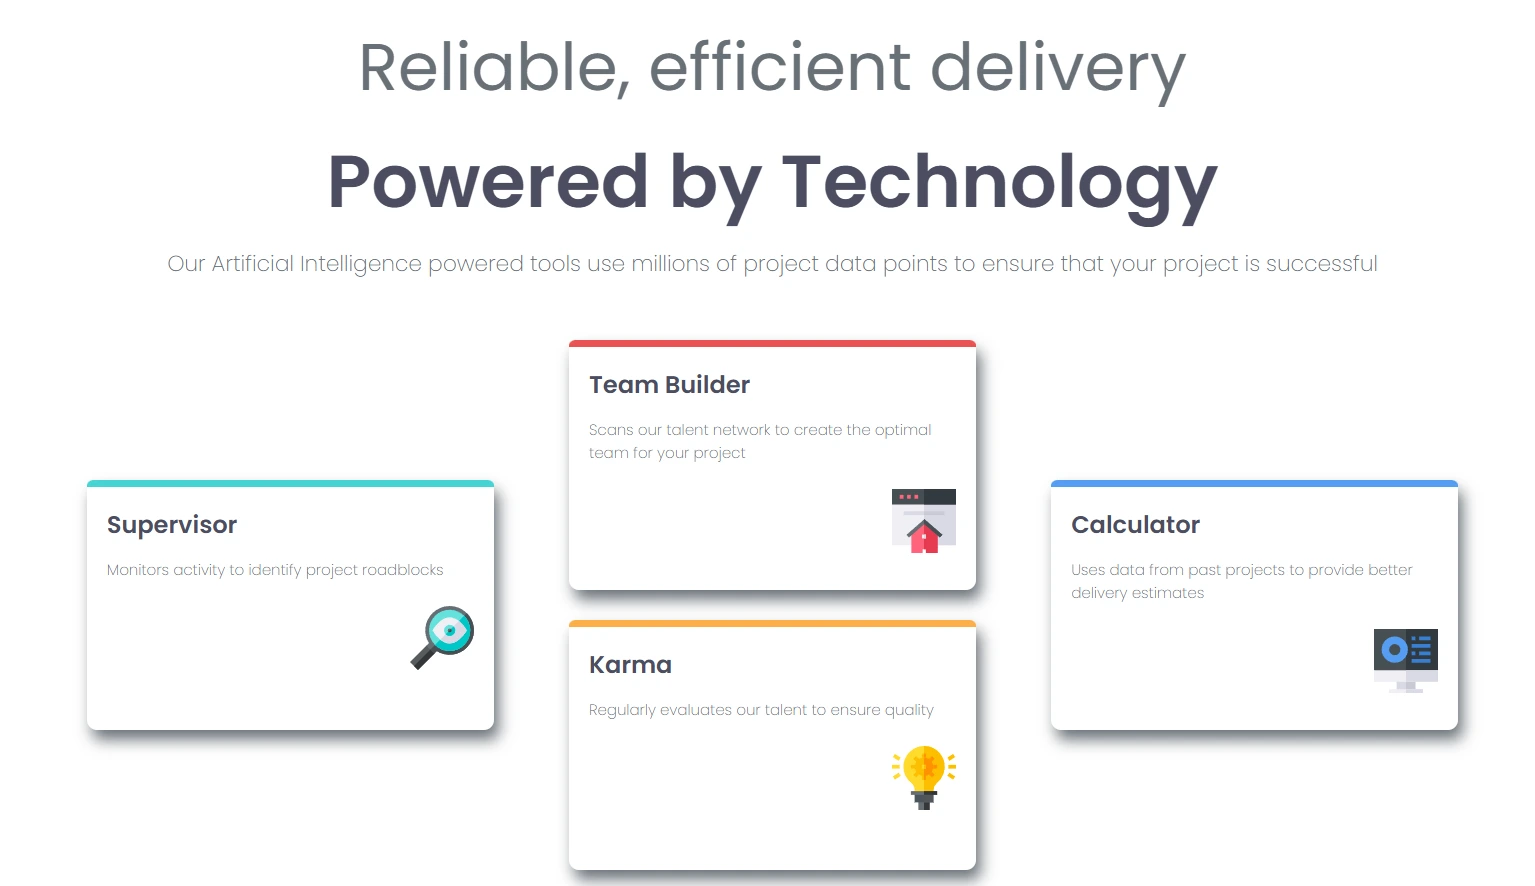 Reliable, efficient delivery
Powered by Technology
Our Artificial Intelligence powered tools use millions of project data points to ensure that your project is successful
Supervisor
Monitors activity to identify project roadblocks
Team Builder
Scans our talent network to create the optimal
team for your project
Karma
Regularly evaluates our talent to ensure quality
Calculator
Uses data from past projects to provide better
delivery estimates